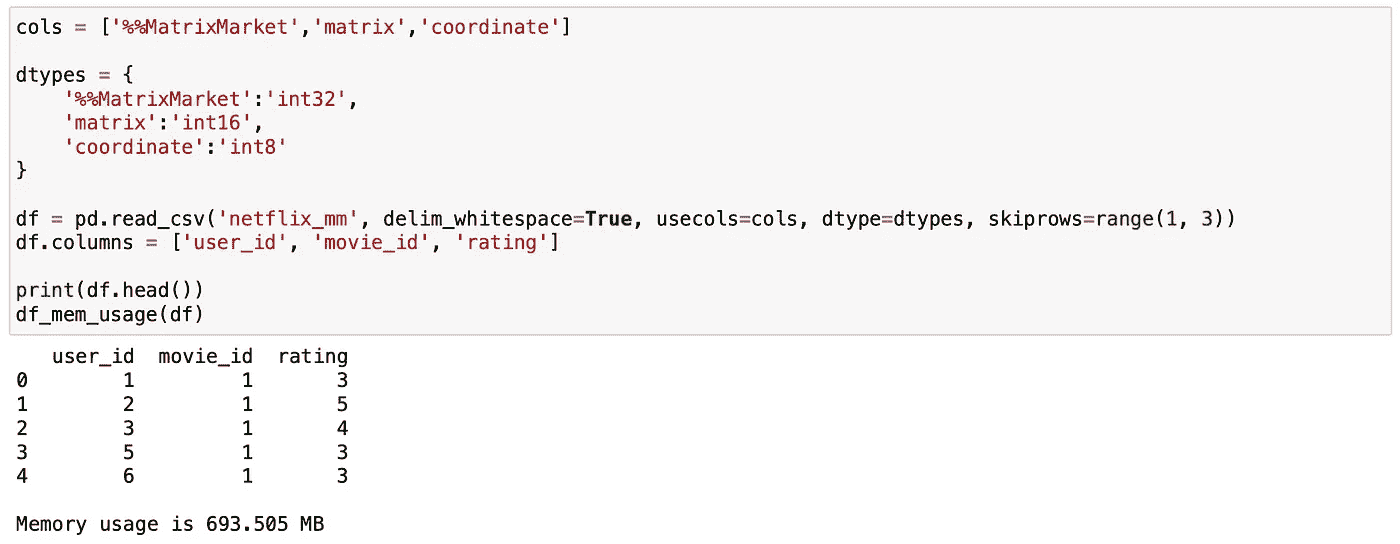 cols = ['%%MatrixMarket','matrix','coordinate']
dtypes = {
    '%%MatrixMarket':'int32',
    'matrix':'int16',
    'coordinate':'int8'
}
df = pd.read_csv('netflix_mm', delim_whitespace=True, usecols=cols, dtype=dtypes, skiprows=range(1, 3))
df.columns = ['user_id', 'movie_id', 'rating']
print(df.head())
df_mem_usage(df)
   user_id  movie_id  rating
0        1         1       3
1        2         1       5
2        3         1       4
3        5         1       3
4        6         1       3
Memory usage is 693.505 MB